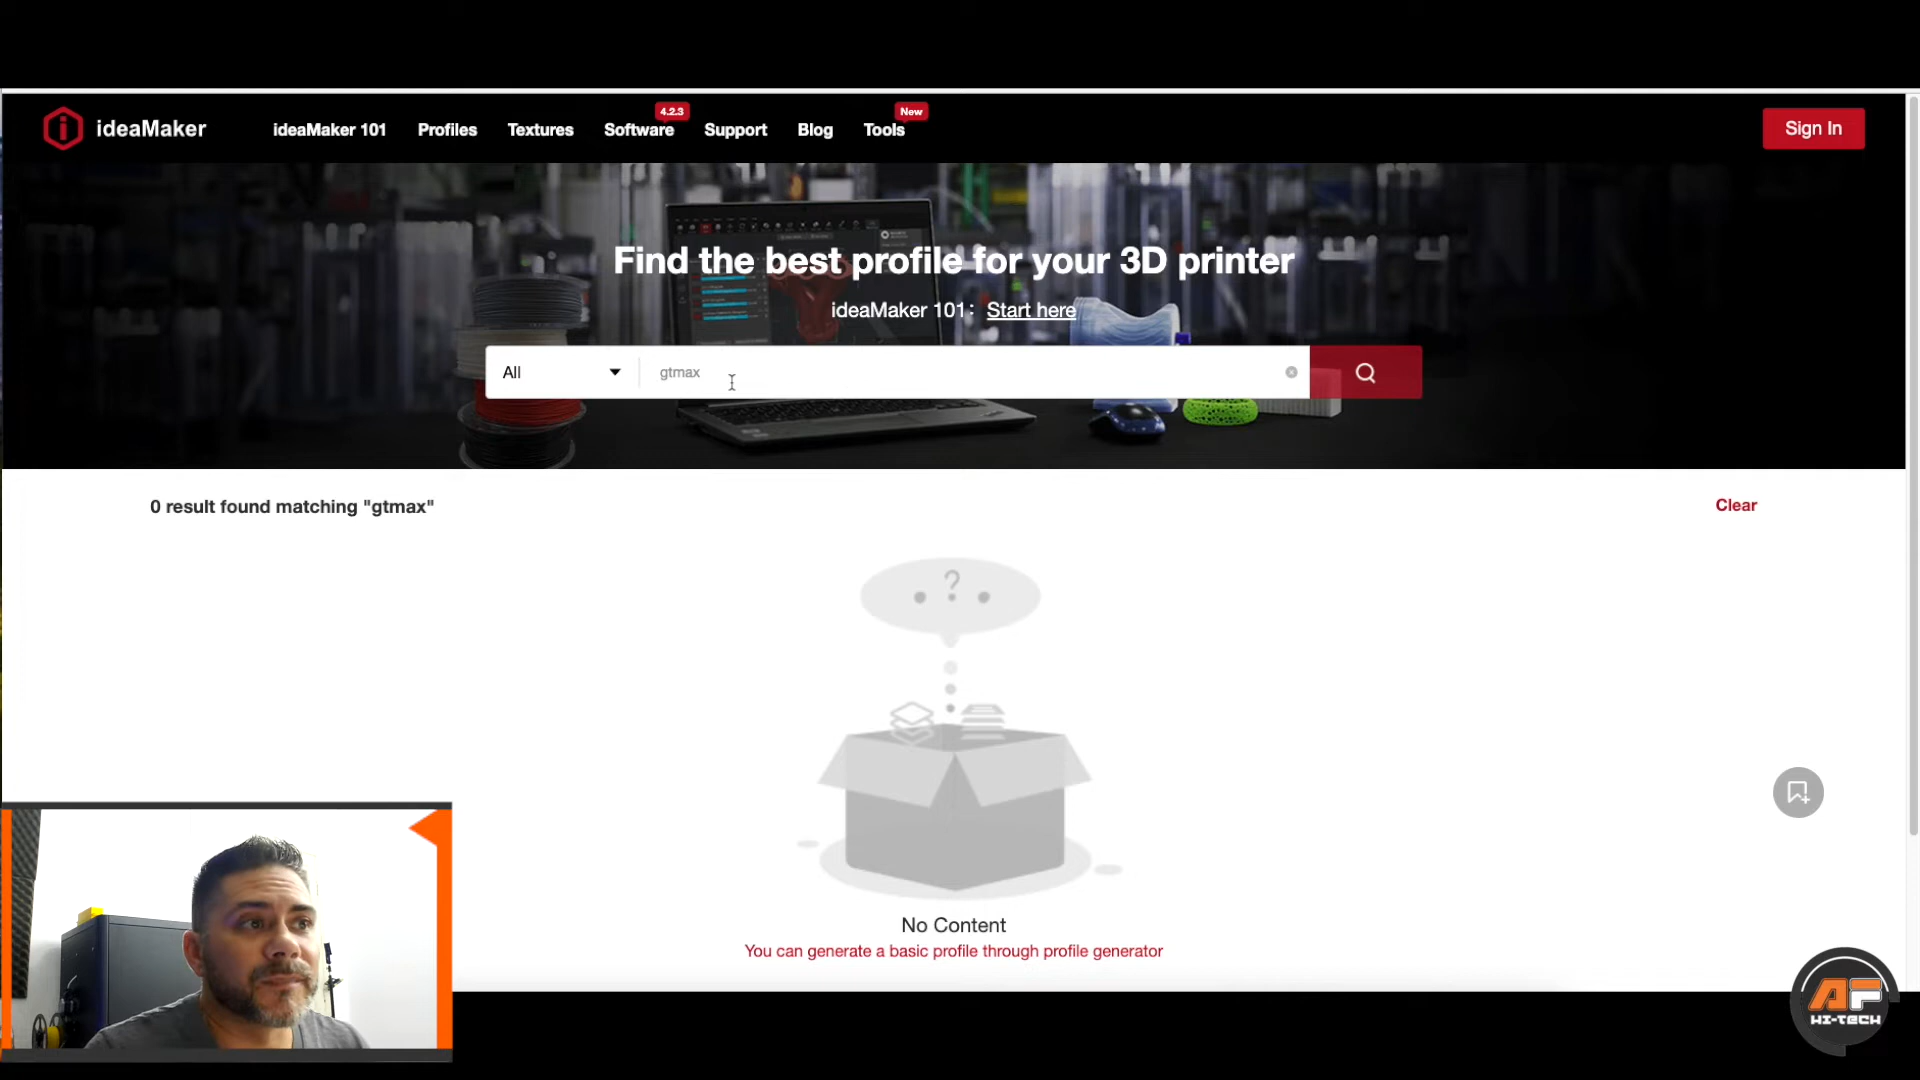 ideaMaker
ideaMaker 101
Profiles
Textures
Software
4.2.3
Support
Blog
Tools
New
Sign In
Find the best profile for your 3D printer
ideaMaker 101: Start here
All
gtmax
0 result found matching "gtmax"
Clear
?
No Content
You can generate a basic profile through profile generator
AF
HI-TECH